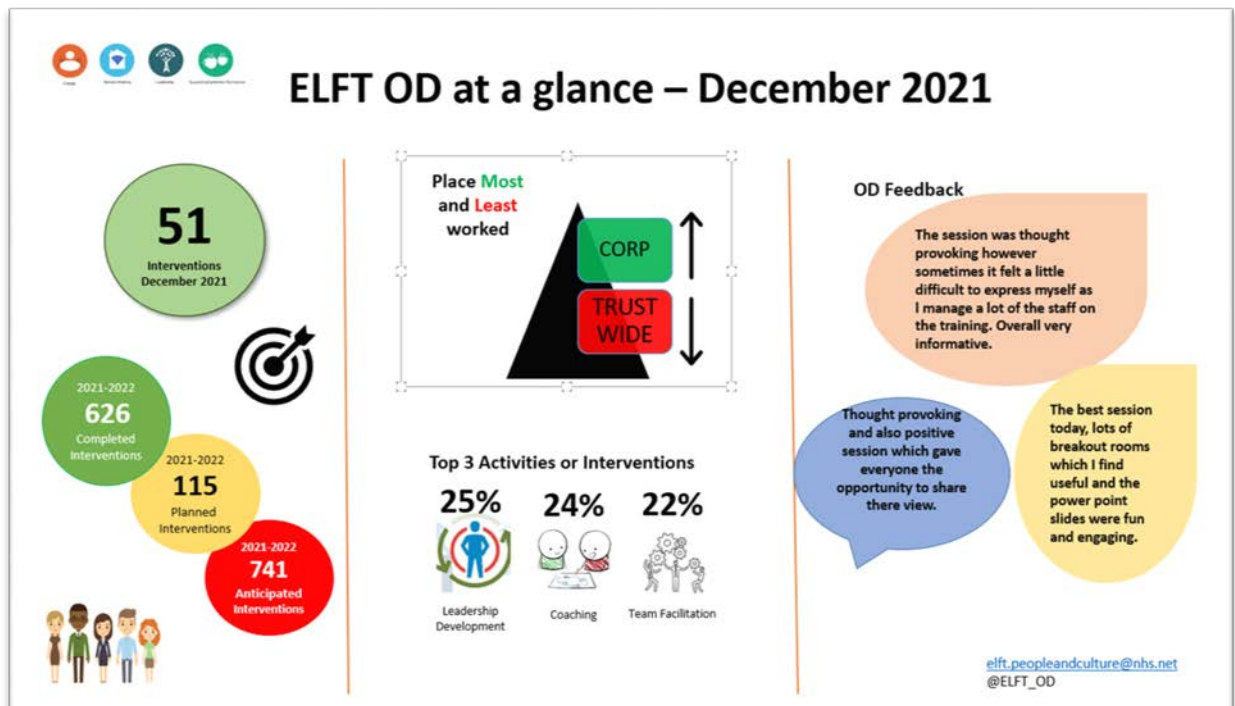 ELFT OD at a glance – December 2021
51
Interventions
December 2021
2021-2022
626
Completed
Interventions
2021-2022
115
Planned
Interventions
2021-2022
741
Anticipated
Interventions
Place Most
and Least
worked
CORP
TRUST
WIDE
Top 3 Activities or Interventions
25%
24%
22%
Leadership
Development
Coaching
Team Facilitation
OD Feedback
The session was thought
provoking however
sometimes it felt a little
difficult to express myself as
I manage a lot of the staff on
the training. Overall very
informative.
Thought provoking
and also positive
session which gave
everyone the
opportunity to share
there view.
The best session
today, lots of
breakout rooms
which I find
useful and the
power point
slides were fun
and engaging.
elft.peopleandculture@nhs.net
@ELFT_OD